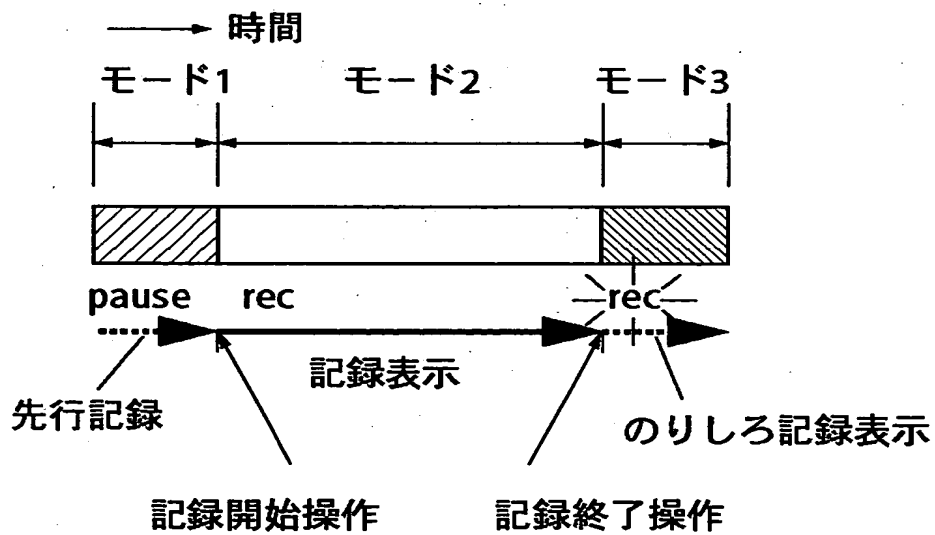 時間
モード1 モード2 モード3
pause rec rec
記録表示
先行記録
のりしろ記録表示
記録開始操作 記録終了操作